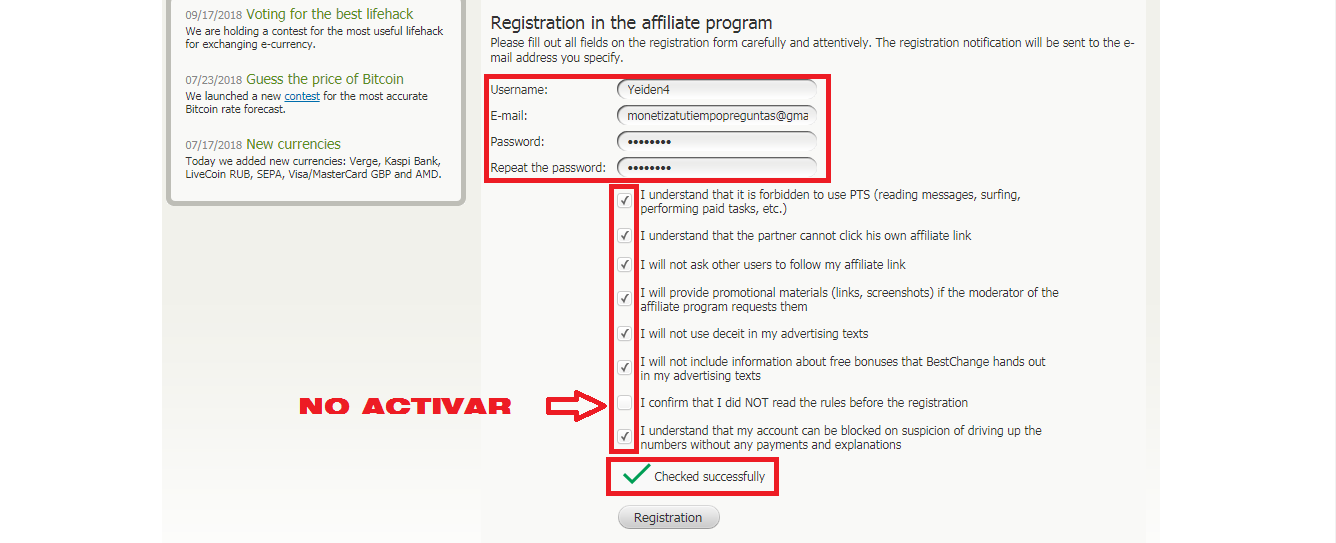 09/17/2018 Voting for the best lifehack
We are holding a contest for the most useful lifehack
for exchanging e-currency.
07/23/2018 Guess the price of Bitcoin
We launched a new contest for the most accurate
Bitcoin rate forecast.
07/17/2018 New currencies
Today we added new currencies: Verge, Kaspi Bank,
LiveCoin RUB, SEPA, Visa/MasterCard GBP and AMD.
Registration in the affiliate program
Please fill out all fields on the registration form carefully and attentively. The registration notification will be sent to the e-
mail address you specify.
Username: Yeiden4
E-mail: monetizatutiempopreguntas@gma
Password: ••••••••
Repeat the password: ••••••••
I understand that it is forbidden to use PTS (reading messages, surfing,
performing paid tasks, etc.)
I understand that the partner cannot click his own affiliate link
I will not ask other users to follow my affiliate link
I will provide promotional materials (links, screenshots) if the moderator of the
affiliate program requests them
I will not use deceit in my advertising texts
I will not include information about free bonuses that BestChange hands out
in my advertising texts
NO ACTIVAR
I confirm that I did NOT read the rules before the registration
I understand that my account can be blocked on suspicion of driving up the
numbers without any payments and explanations
Checked successfully
Registration